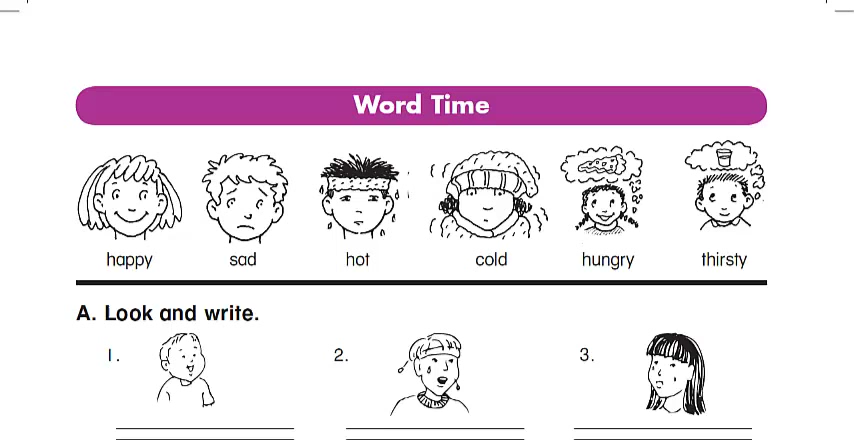 Word Time
happy sad hot cold hungry thirsty
A. Look and write.
1. 2. 3.